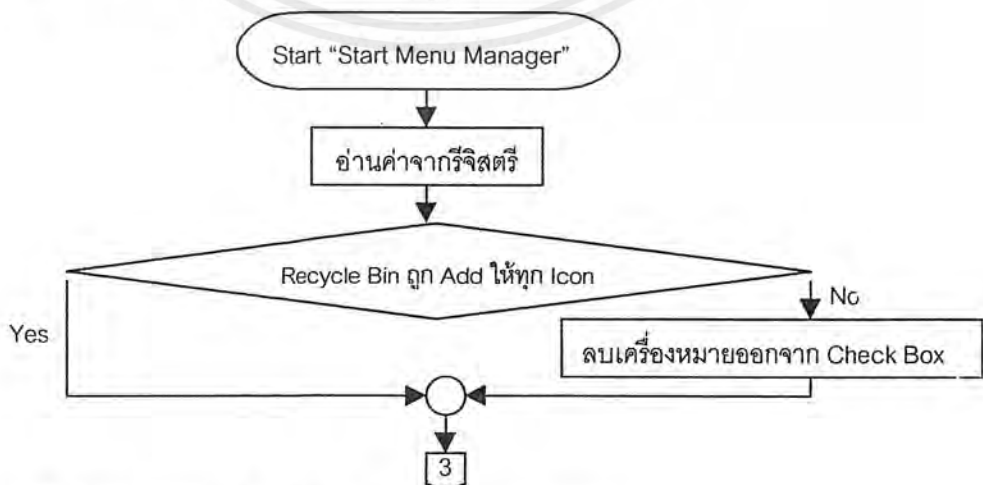 Start “Start Menu Manager”
อ่านค่าจากรีจิสตรี
Recycle Bin ถูก Add ให้ทุก Icon
Yes
No
ลบเครื่องหมายออกจาก Check Box
3